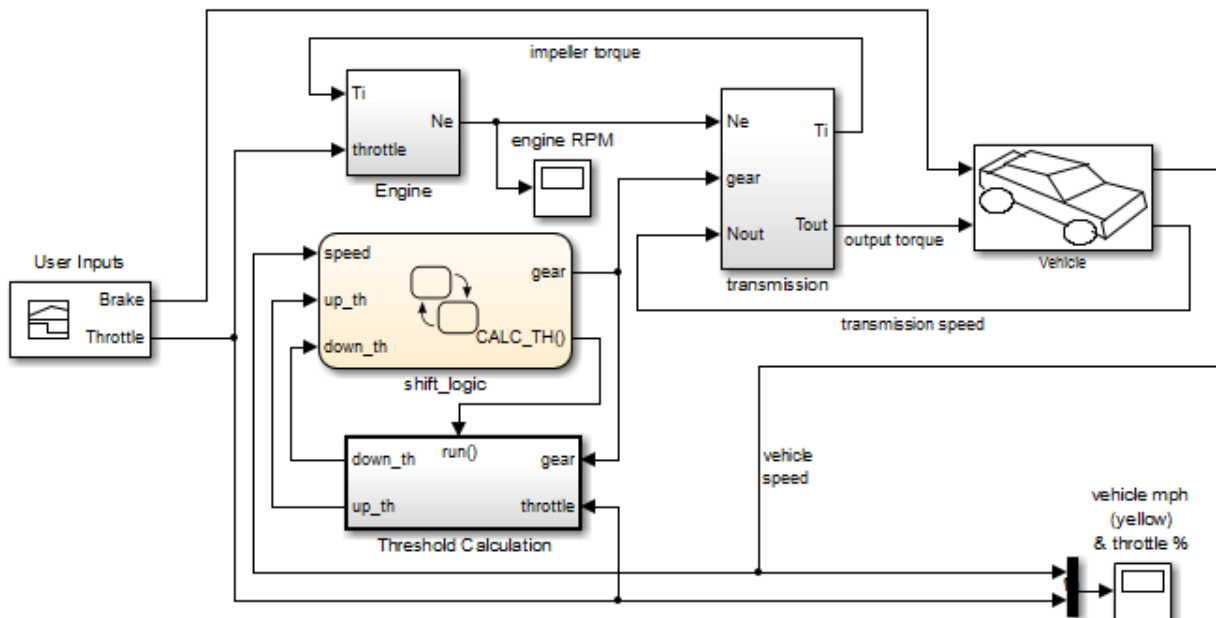 impeller torque
Ti
Ne
throttle
Engine
engine RPM
Ne
Ti
gear
Nout
Tout
transmission
output torque
Vehicle
transmission speed
User Inputs
Brake
Throttle
speed
gear
up_th
CALC_TH()
down_th
shift_logic
run()
down_th
gear
up_th
throttle
Threshold Calculation
vehicle
speed
vehicle mph
(yellow)
& throttle %